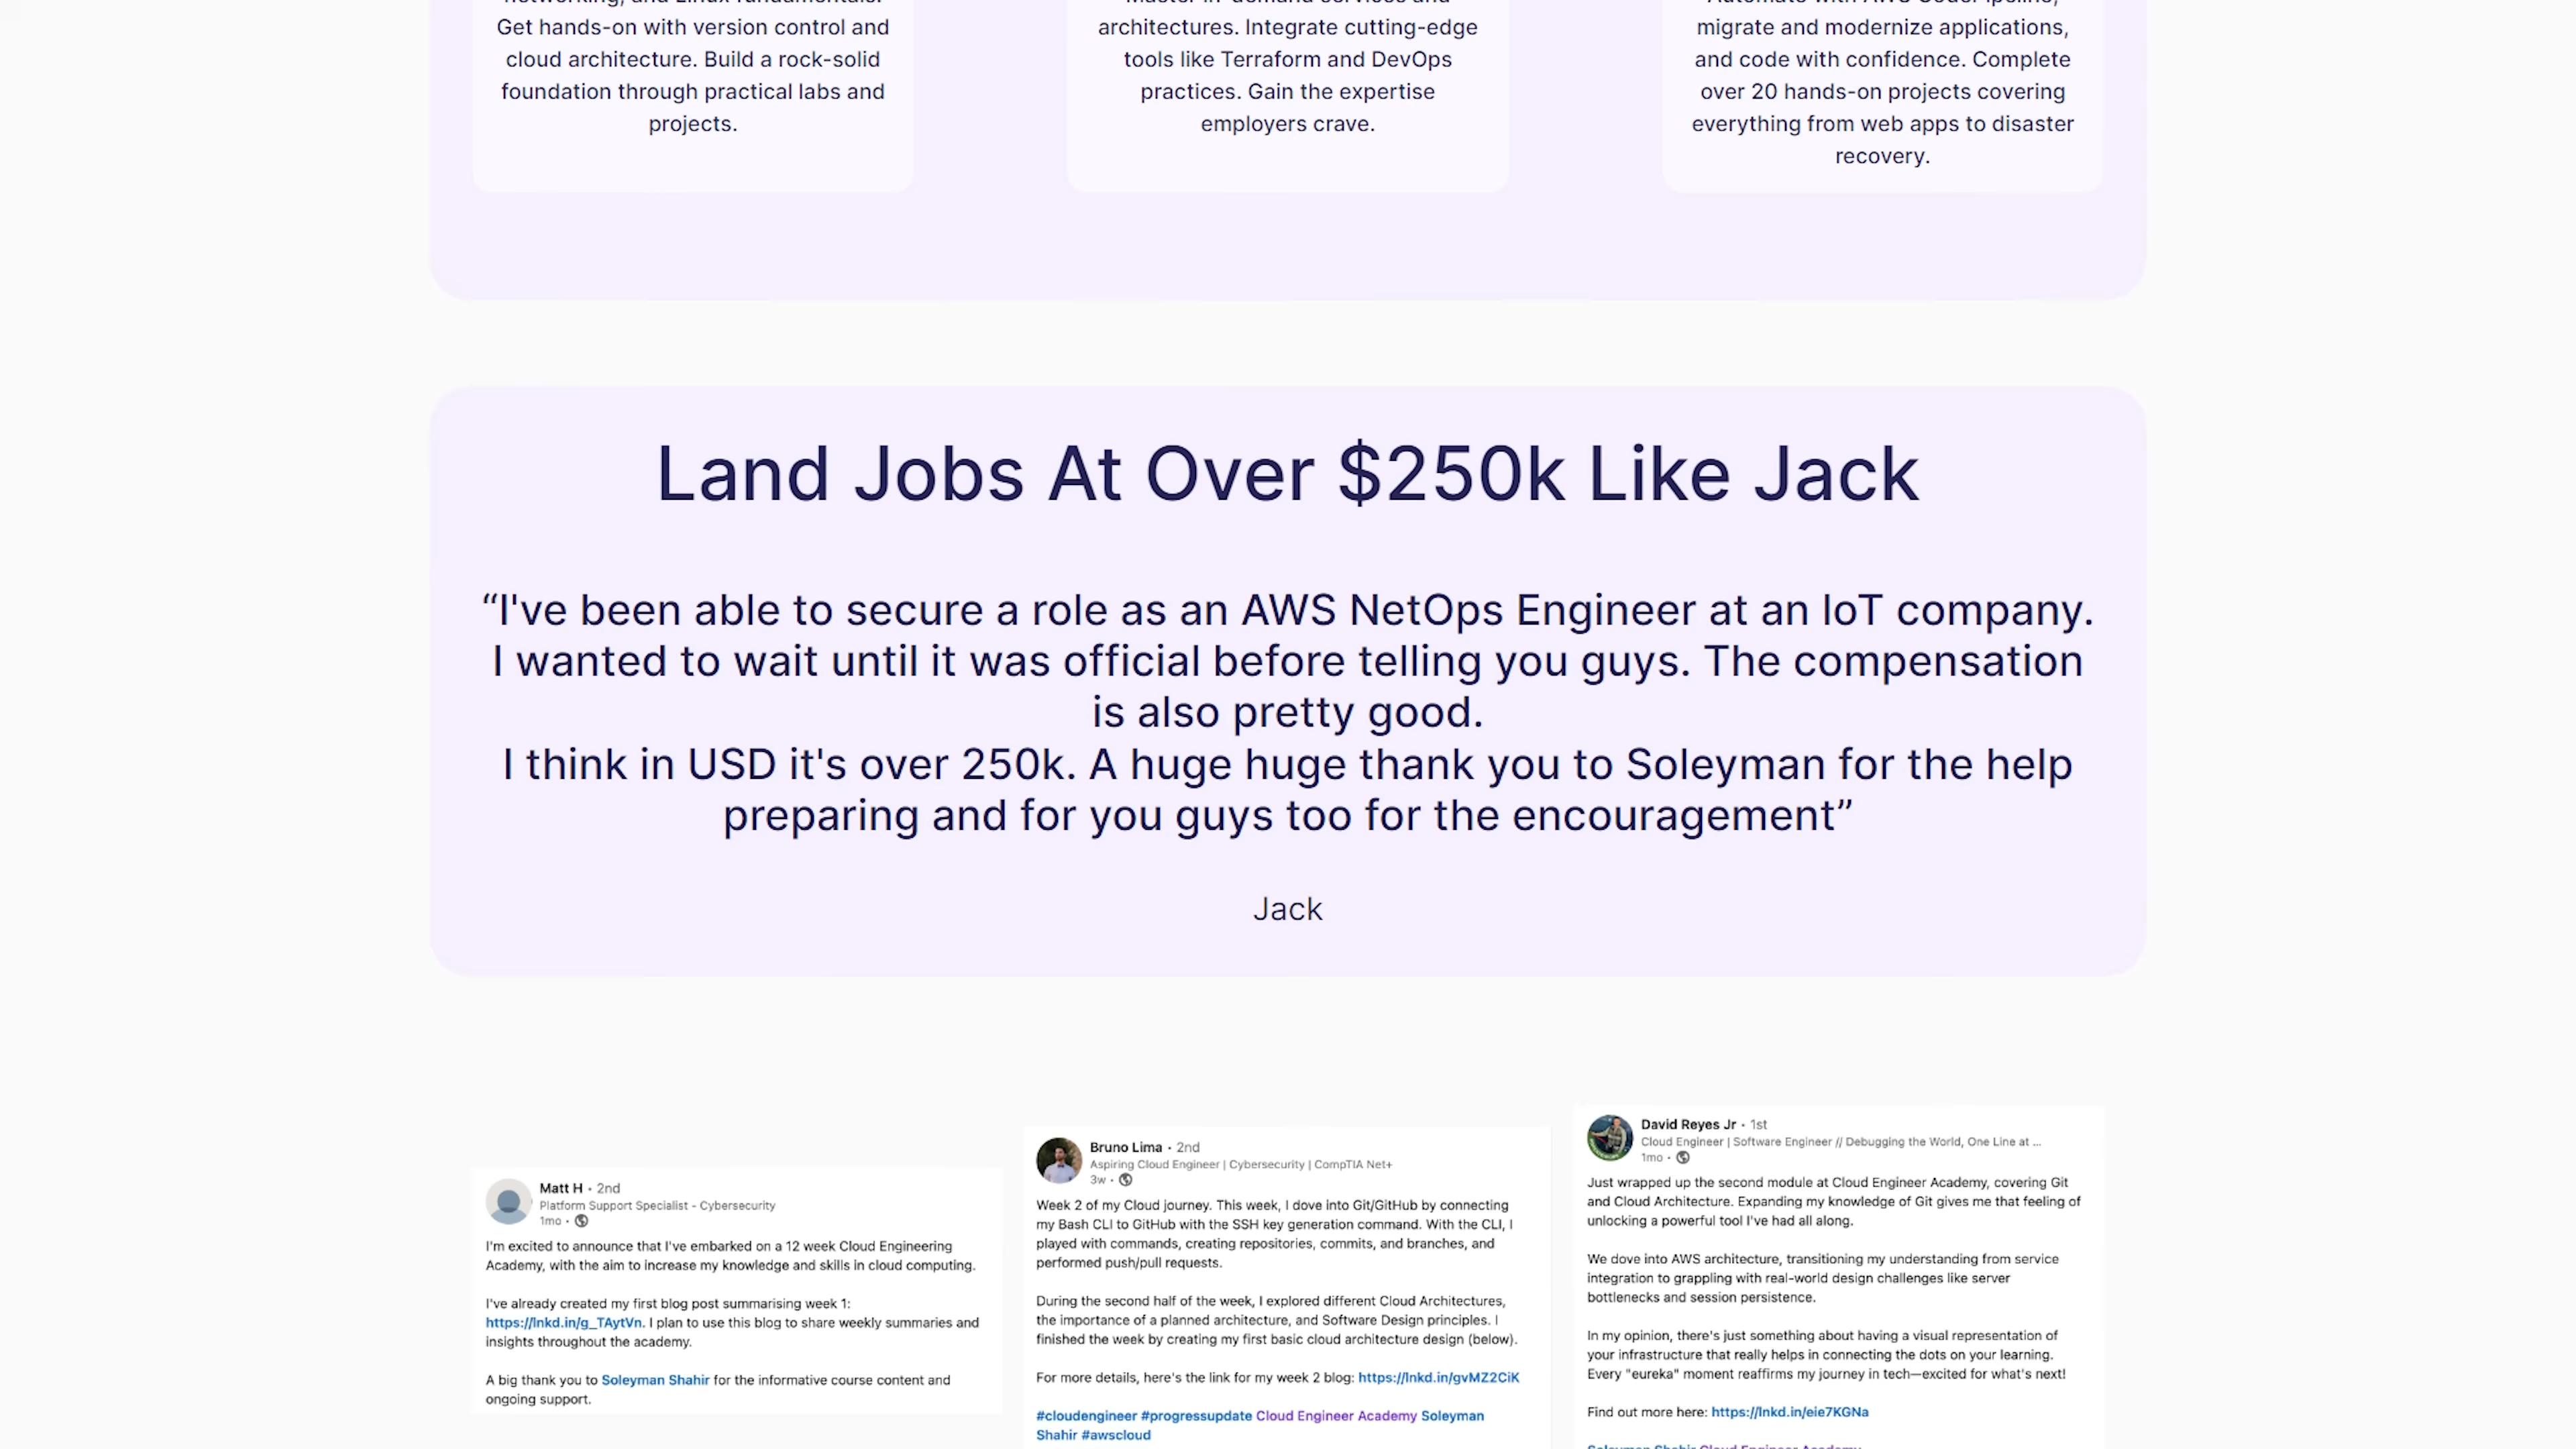 Get hands-on with version control and
cloud architecture. Build a rock-solid
foundation through practical labs and
projects.
architectures. Integrate cutting-edge
tools like Terraform and DevOps
practices. Gain the expertise
employers crave.
migrate and modernize applications,
and code with confidence. Complete
over 20 hands-on projects covering
everything from web apps to disaster
recovery.
Land Jobs At Over $250k Like Jack
“I've been able to secure a role as an AWS NetOps Engineer at an IoT company.
I wanted to wait until it was official before telling you guys. The compensation
is also pretty good.
I think in USD it's over 250k. A huge huge thank you to Soleyman for the help
preparing and for you guys too for the encouragement”
Jack
Matt H • 2nd
Platform Support Specialist - Cybersecurity
1mo •
I'm excited to announce that I've embarked on a 12 week Cloud Engineering
Academy, with the aim to increase my knowledge and skills in cloud computing.
I've already created my first blog post summarising week 1:
https://lnkd.in/g_TAytVn. I plan to use this blog to share weekly summaries and
insights throughout the academy.
A big thank you to Soleyman Shahir for the informative course content and
ongoing support.
Bruno Lima • 2nd
Aspiring Cloud Engineer | Cybersecurity | CompTIA Net+
3w •
Week 2 of my Cloud journey. This week, I dove into Git/GitHub by connecting
my Bash CLI to GitHub with the SSH key generation command. With the CLI, I
played with commands, creating repositories, commits, and branches, and
performed push/pull requests.
During the second half of the week, I explored different Cloud Architectures,
the importance of a planned architecture, and Software Design principles. I
finished the week by creating my first basic cloud architecture design (below).
For more details, here's the link for my week 2 blog: https://lnkd.in/gvMZ2CiK
#cloudengineer #progressupdate Cloud Engineer Academy Soleyman
Shahir #awscloud
David Reyes Jr • 1st
Cloud Engineer | Software Engineer // Debugging the World, One Line at ...
1mo •
Just wrapped up the second module at Cloud Engineer Academy, covering Git
and Cloud Architecture. Expanding my knowledge of Git gives me that feeling of
unlocking a powerful tool I've had all along.
We dove into AWS architecture, transitioning my understanding from service
integration to grappling with real-world design challenges like server
bottlenecks and session persistence.
In my opinion, there's just something about having a visual representation of
your infrastructure that really helps in connecting the dots on your learning.
Every "eureka" moment reaffirms my journey in tech—excited for what's next!
Find out more here: https://lnkd.in/eie7KGNa